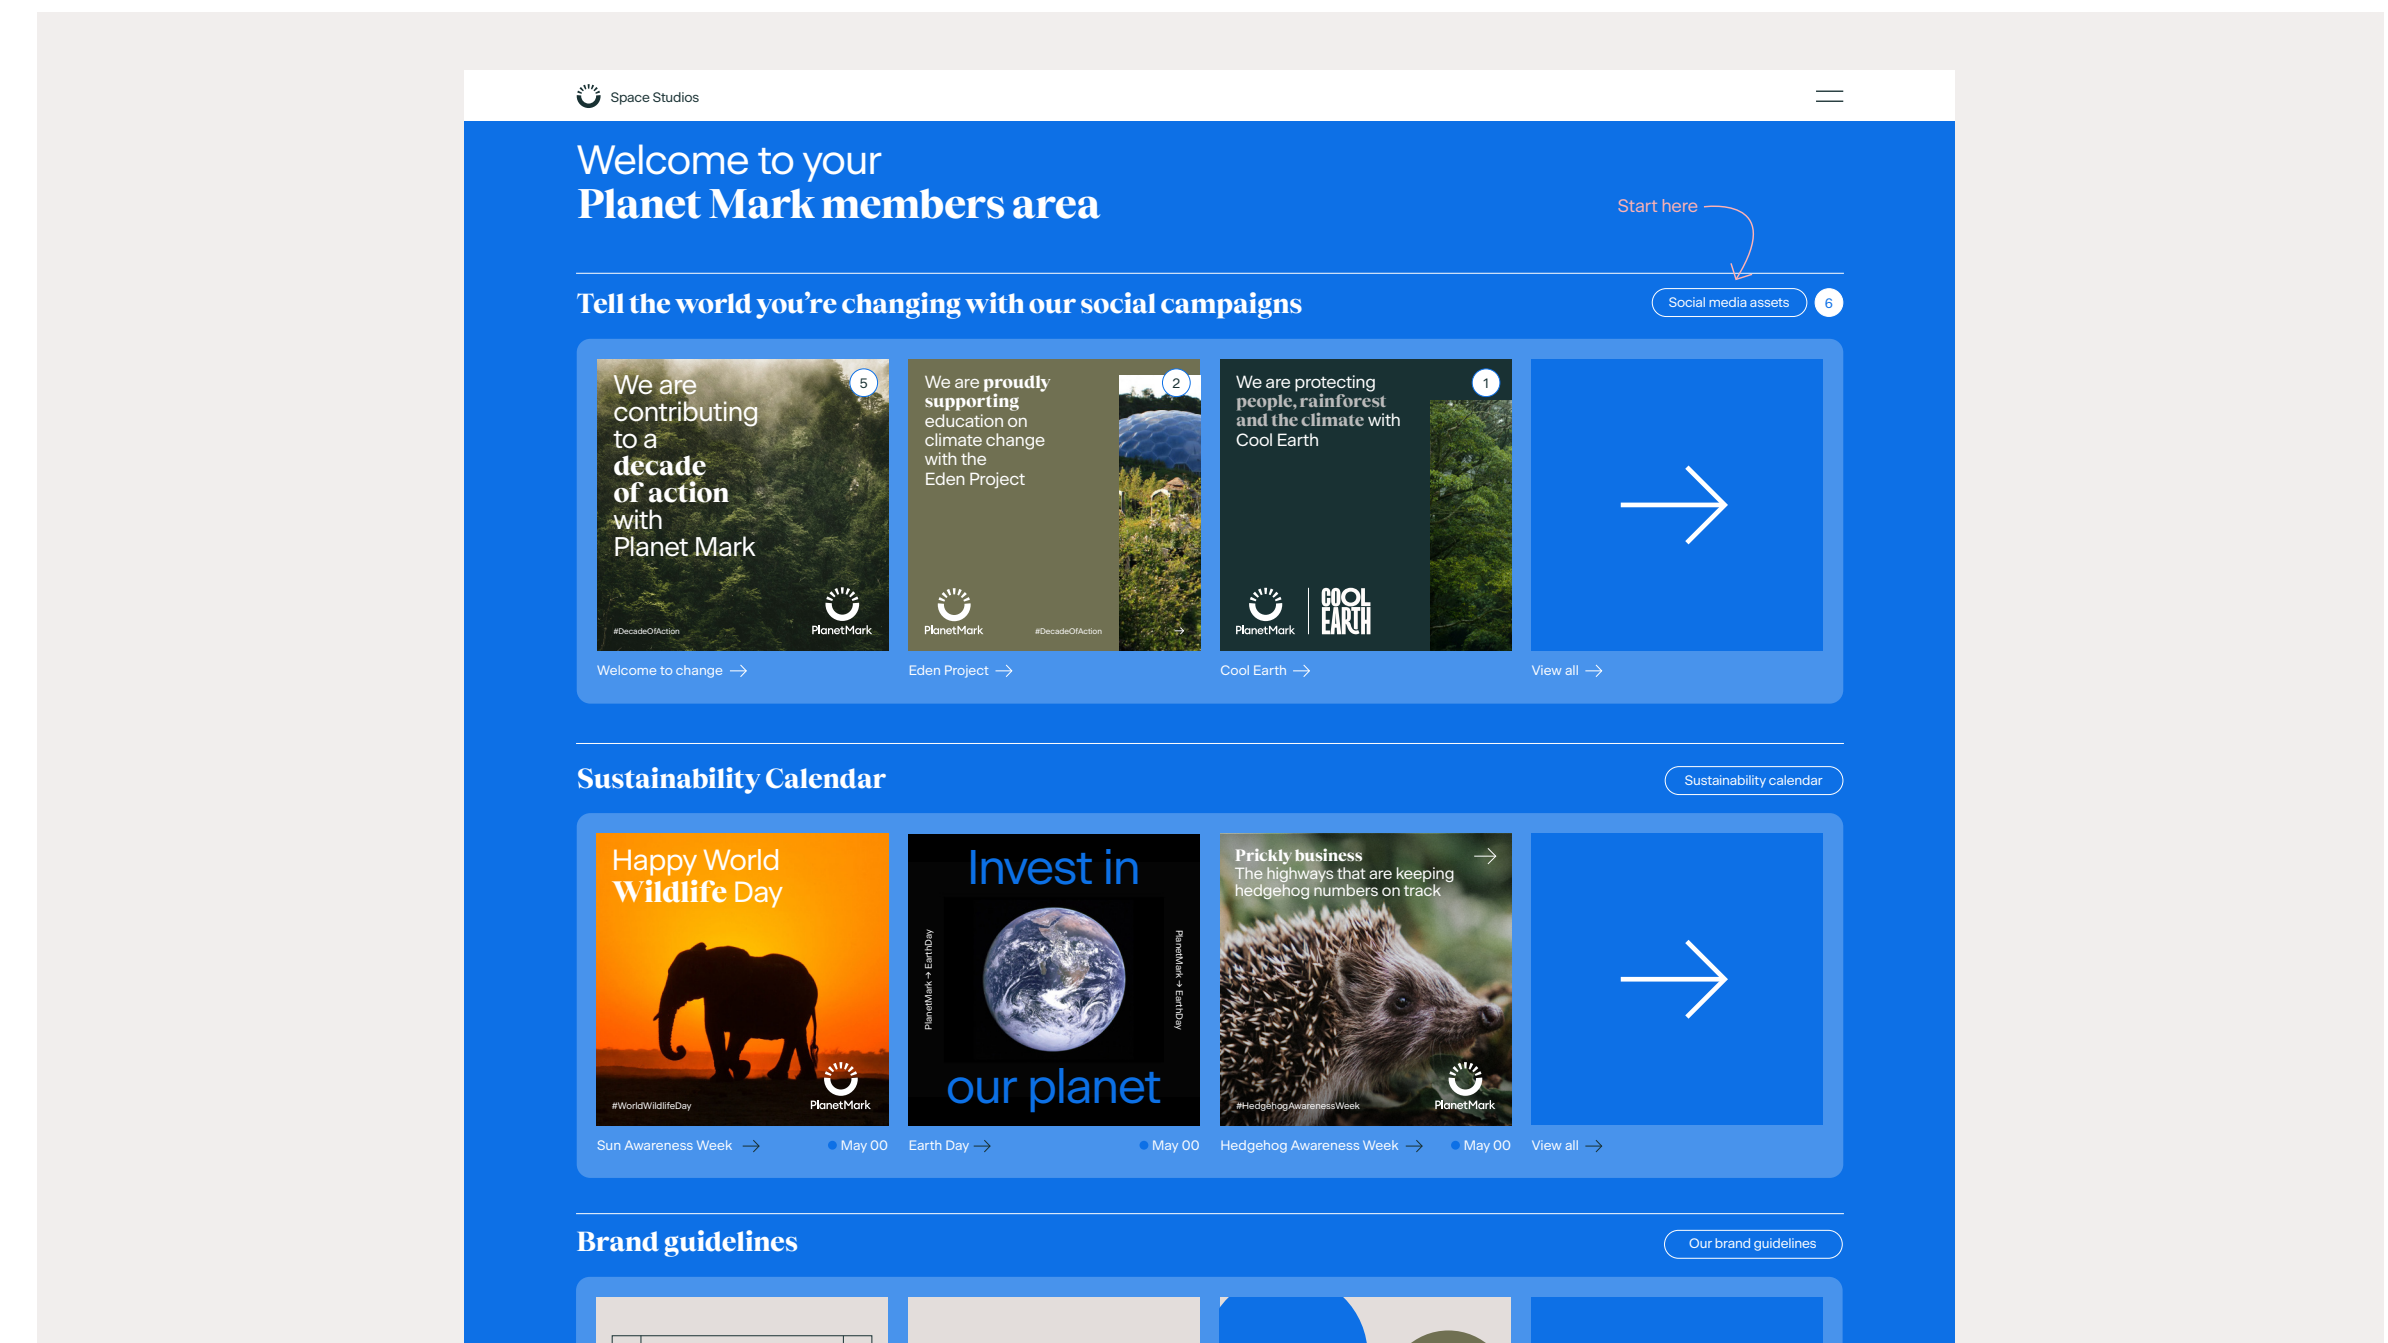 Space Studios
Welcome to your
Planet Mark members area
Start here
Tell the world you’re changing with our social campaigns
Social media assets
6
We are
contributing
to a
decade
of action
with
Planet Mark
5
#DecadeOfAction
PlanetMark
Welcome to change
We are proudly
supporting
education on
climate change
with the
Eden Project
2
PlanetMark
#DecadeOfAction
Eden Project
We are protecting
people, rainforest
and the climate with
Cool Earth
1
PlanetMark
COOL
EARTH
Cool Earth
View all
Sustainability Calendar
Sustainability calendar
Happy World
Wildlife Day
#WorldWildlifeDay
PlanetMark
Sun Awareness Week
May 00
Invest in
PlanetMark → EarthDay
PlanetMark → EarthDay
our planet
Earth Day
May 00
Prickly business
The highways that are keeping
hedgehog numbers on track
#HedgehogAwarenessWeek
PlanetMark
Hedgehog Awareness Week
May 00
View all
Brand guidelines
Our brand guidelines